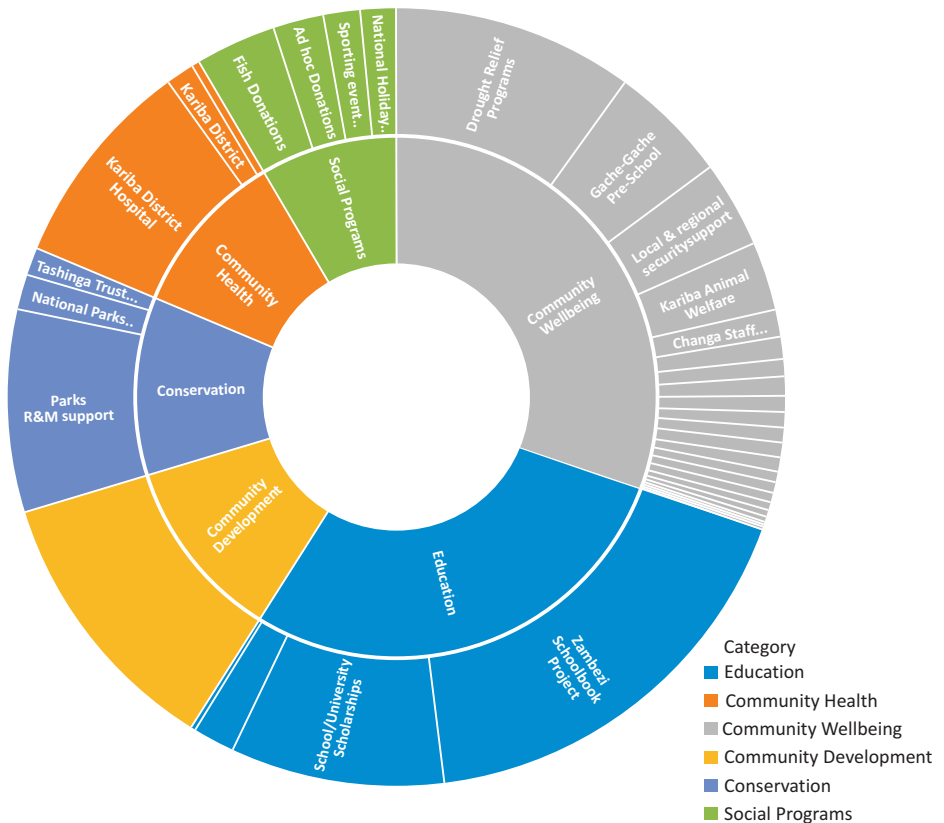 Drought Relief
Programs
Gache-Gache
Pre-School
Local & regional
securitysupport
Kariba Animal
Welfare
Changa Staff...
Community
Wellbeing
Education
Zambezi
Schoolbook
Project
School/University
Scholarships
Community
Development
Conservation
Parks
R&M support
National Parks..
Tashinga Trust...
Community
Health
Kariba District
Hospital
Kariba District
Social Programs
Fish Donations
Ad hoc Donations
Sporting event..
National Holiday..
Category
Education
Community Health
Community Wellbeing
Community Development
Conservation
Social Programs